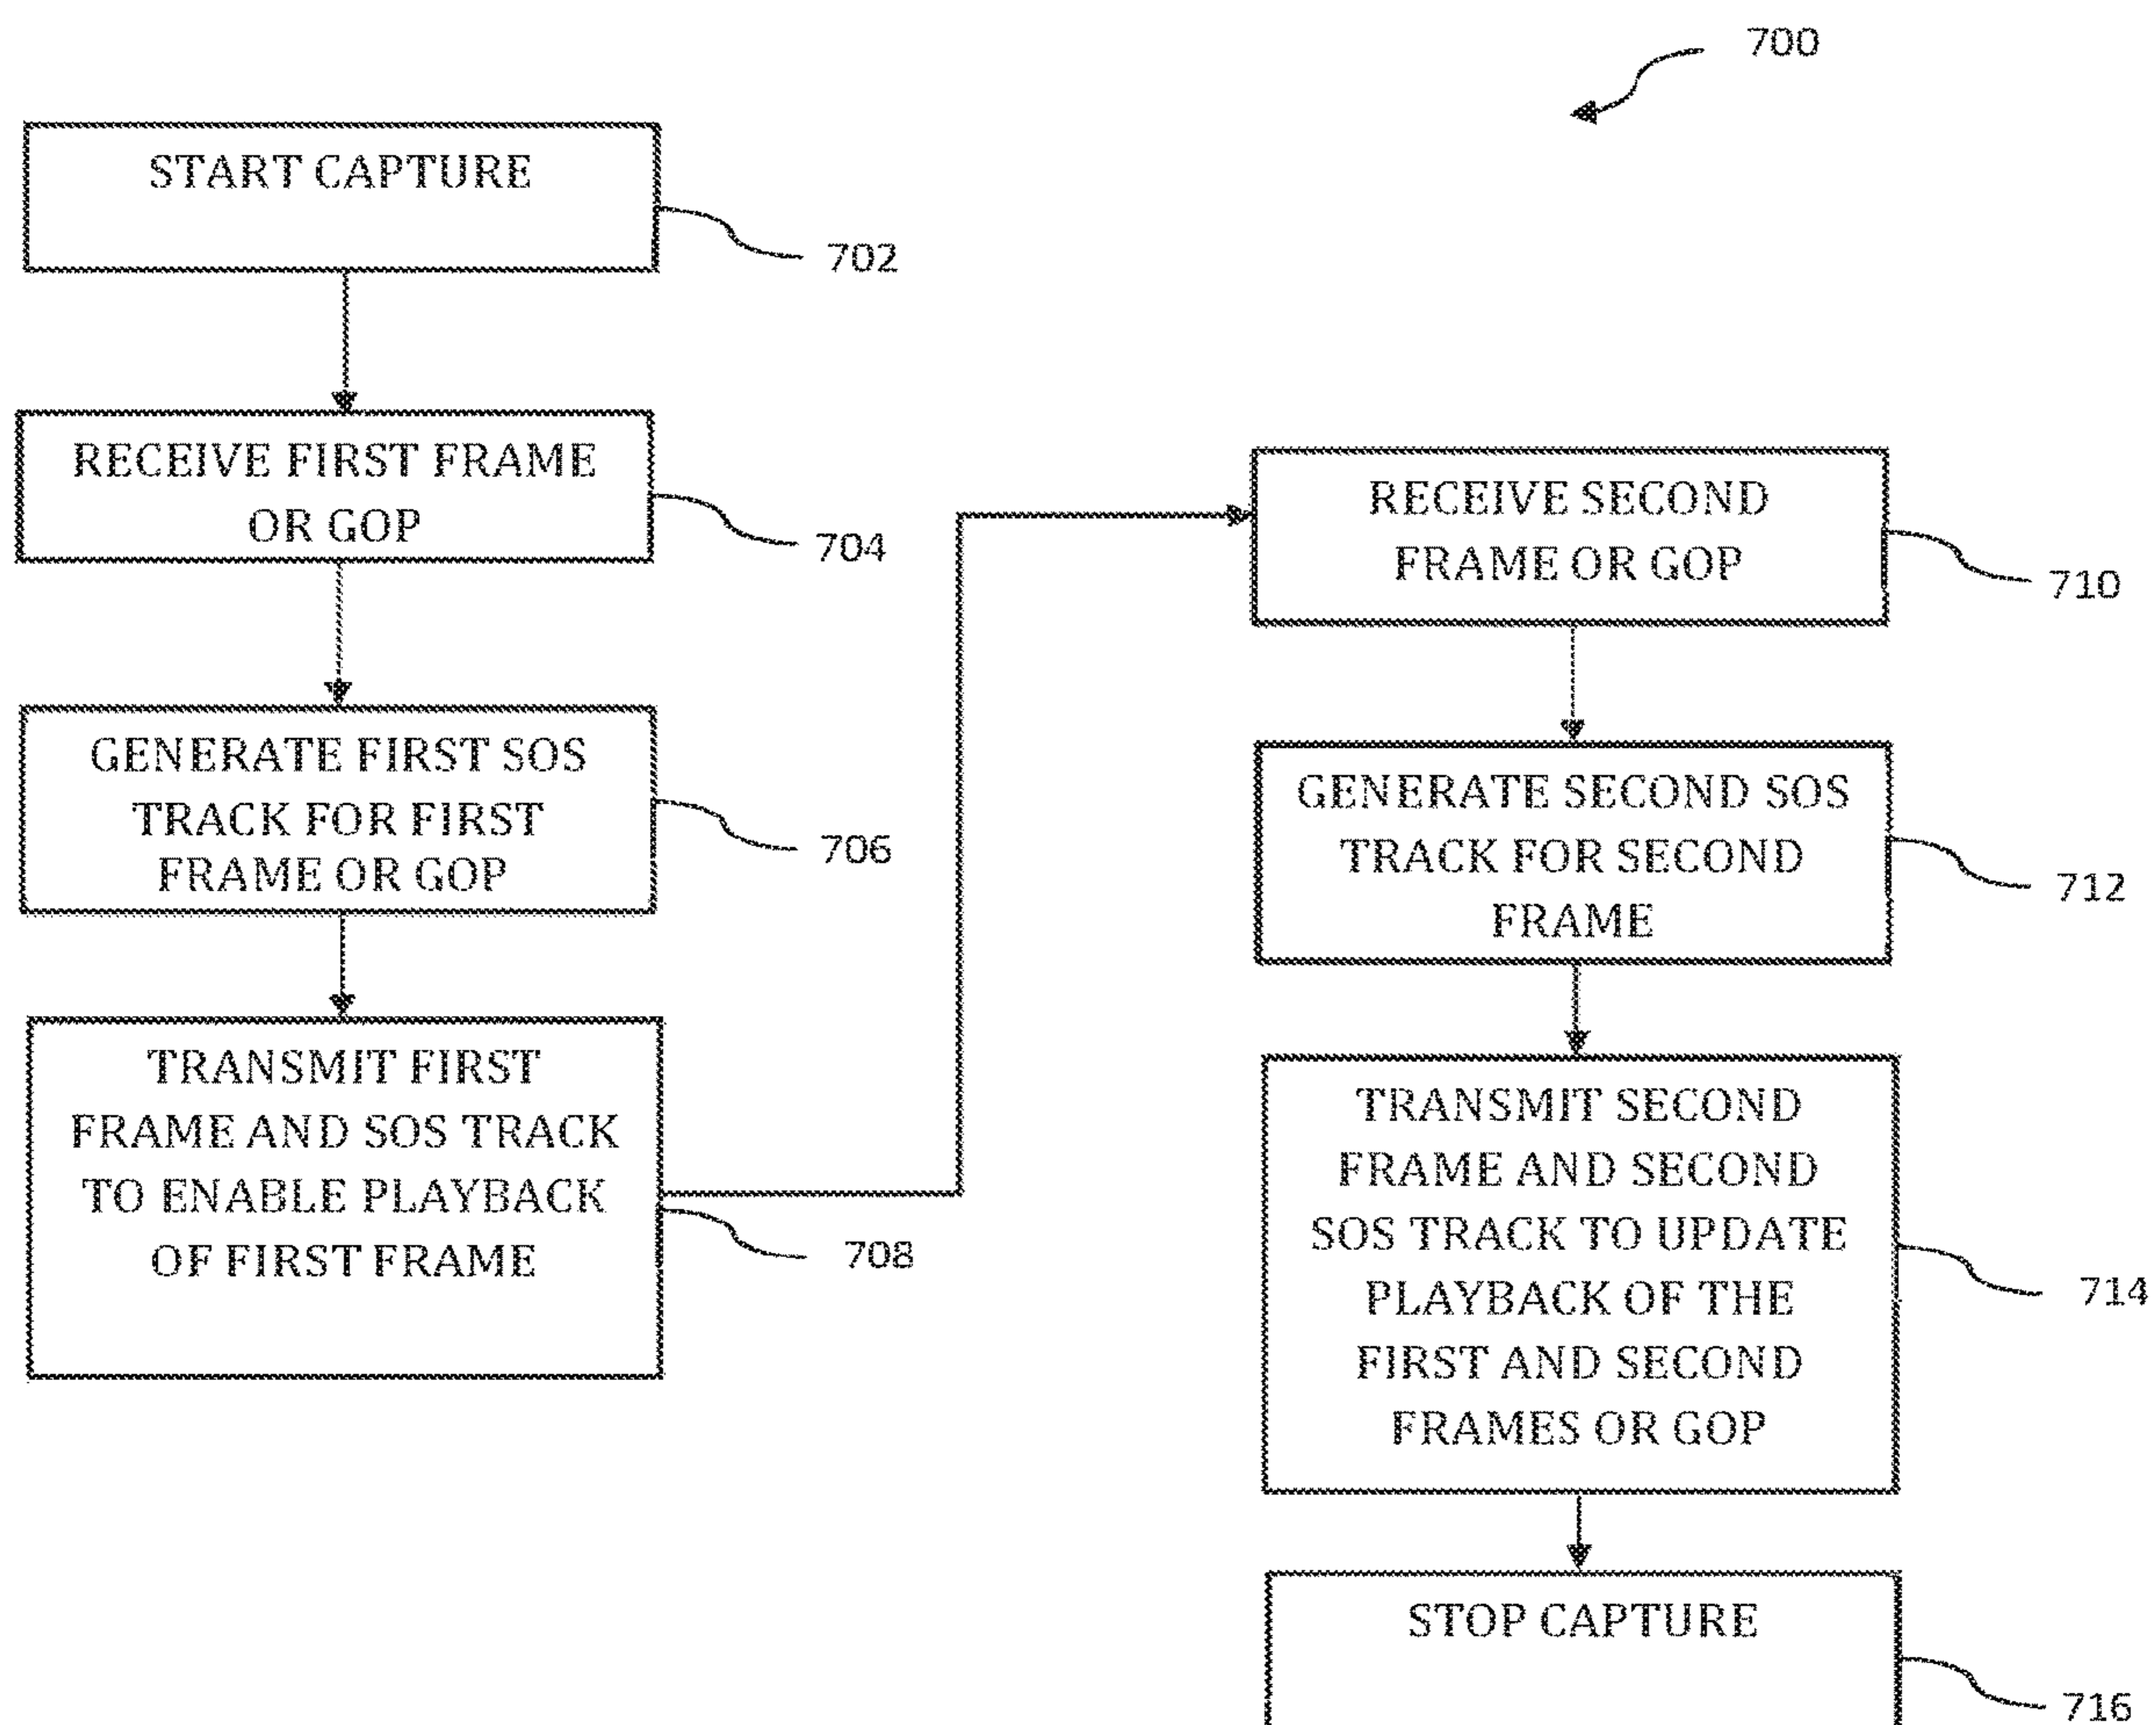 700
START CAPTURE
702
RECEIVE FIRST FRAME
OR GOP
704
GENERATE FIRST SOS
TRACK FOR FIRST
FRAME OR GOP
706
TRANSMIT FIRST
FRAME AND SOS TRACK
TO ENABLE PLAYBACK
OF FIRST FRAME
708
RECEIVE SECOND
FRAME OR GOP
710
GENERATE SECOND SOS
TRACK FOR SECOND
FRAME
712
TRANSMIT SECOND
FRAME AND SECOND
SOS TRACK TO UPDATE
PLAYBACK OF THE
FIRST AND SECOND
FRAMES OR GOP
714
STOP CAPTURE
716